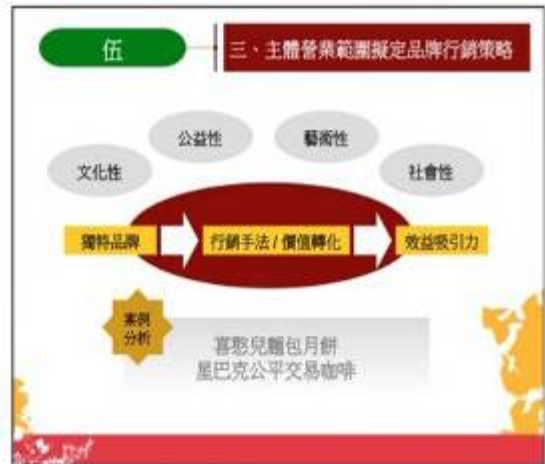 伍
三、主體營業範圍擬定品牌行銷策略
公益性
藝術性
文化性
社會性
獨特品牌
行銷手法 / 價值轉化
效益吸引力
案例
分析
喜憨兒麵包月餅
星巴克公平交易咖啡